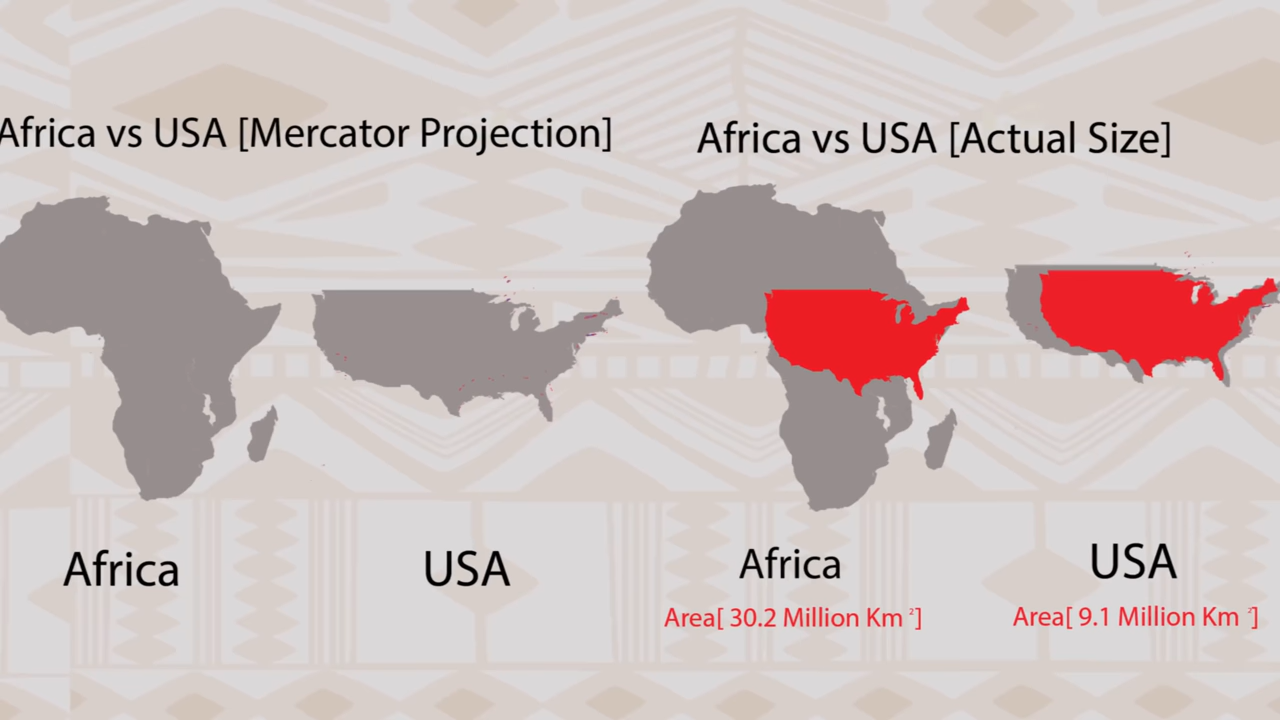 Africa vs USA [Mercator Projection]
Africa vs USA [Actual Size]
Africa
USA
Africa
USA
Area[ 30.2 Million Km ²]
Area[ 9.1 Million Km ²]